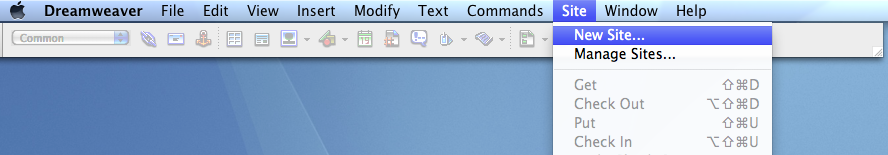 Dreamweaver File Edit View Insert Modify Text Commands Site Window Help
Common
19
New Site...
Manage Sites...
Get ⇧⌘D
Check Out ⌥⇧⌘D
Put ⇧⌘U
Check In ⌥⇧⌘U